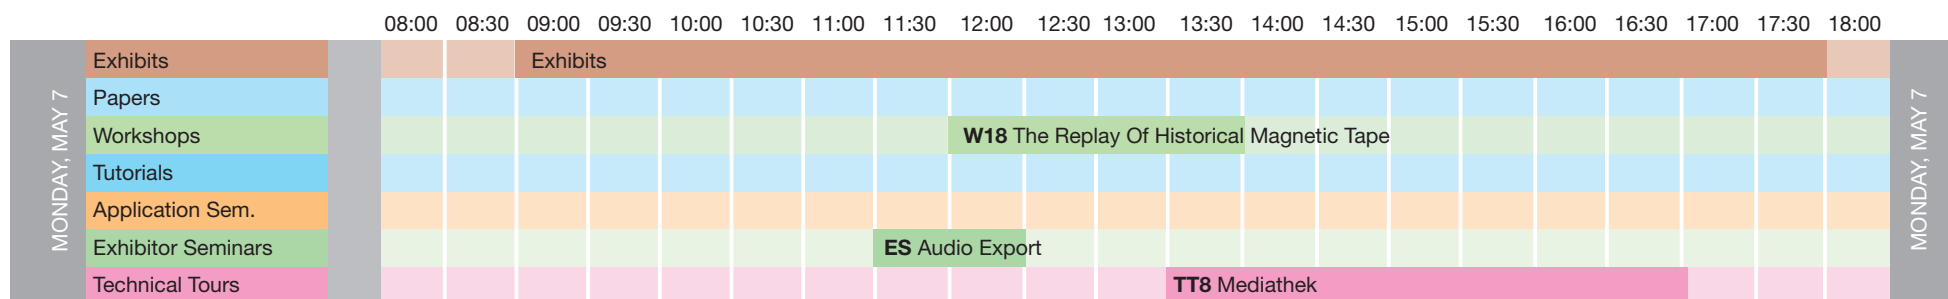 08:00 08:30 09:00 09:30 10:00 10:30 11:00 11:30 12:00 12:30 13:00 13:30 14:00 14:30 15:00 15:30 16:00 16:30 17:00 17:30 18:00
MONDAY, MAY 7
Exhibits Exhibits
Papers
Workshops W18 The Replay Of Historical Magnetic Tape
Tutorials
Application Sem.
Exhibitor Seminars ES Audio Export
Technical Tours TT8 Mediathek
MONDAY, MAY 7